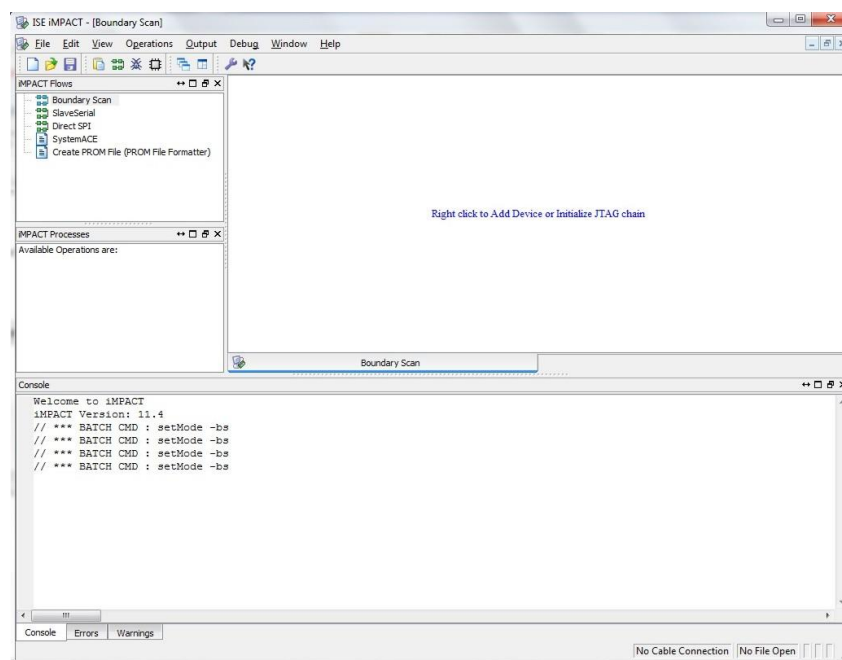 ISE iMPACT - [Boundary Scan]
File Edit View Operations Output Debug Window Help
iMPACT Flows
Boundary Scan
SlaveSerial
Direct SPI
SystemACE
Create PROM File (PROM File Formatter)
Right click to Add Device or Initialize JTAG chain
iMPACT Processes
Available Operations are:
Boundary Scan
Console
Welcome to iMPACT
iMPACT Version: 11.4
// *** BATCH CMD : setMode -bs
// *** BATCH CMD : setMode -bs
// *** BATCH CMD : setMode -bs
// *** BATCH CMD : setMode -bs
Console Errors Warnings
No Cable Connection No File Open